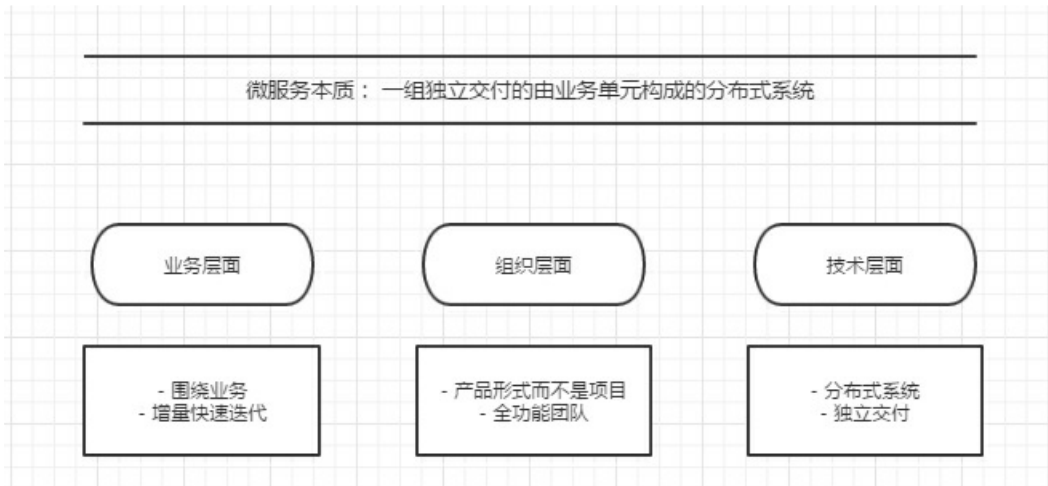 微服务本质： 一组独立交付的由业务单元构成的分布式系统
业务层面
组织层面
技术层面
- 围绕业务
- 增量快速迭代
- 产品形式而不是项目
- 全功能团队
- 分布式系统
- 独立交付